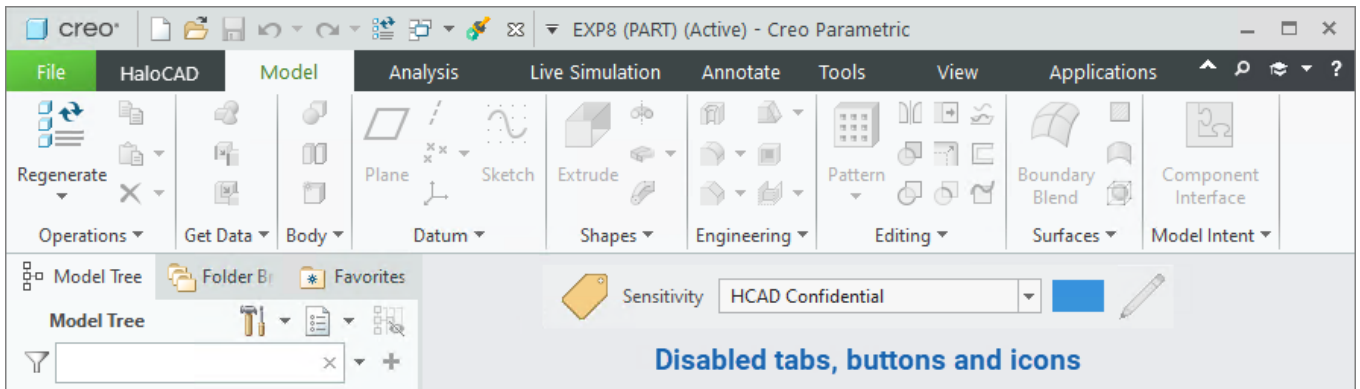 creo® EXP8 (PART) (Active) - Creo Parametric
File HaloCAD Model Analysis Live Simulation Annotate Tools View Applications ?
Regenerate Plane Sketch Extrude Pattern Boundary Blend Component Interface
Operations Get Data Body Datum Shapes Engineering Editing Surfaces Model Intent
Model Tree Folder Br Favorites
Sensitivity HCAD Confidential
Model Tree
Disabled tabs, buttons and icons